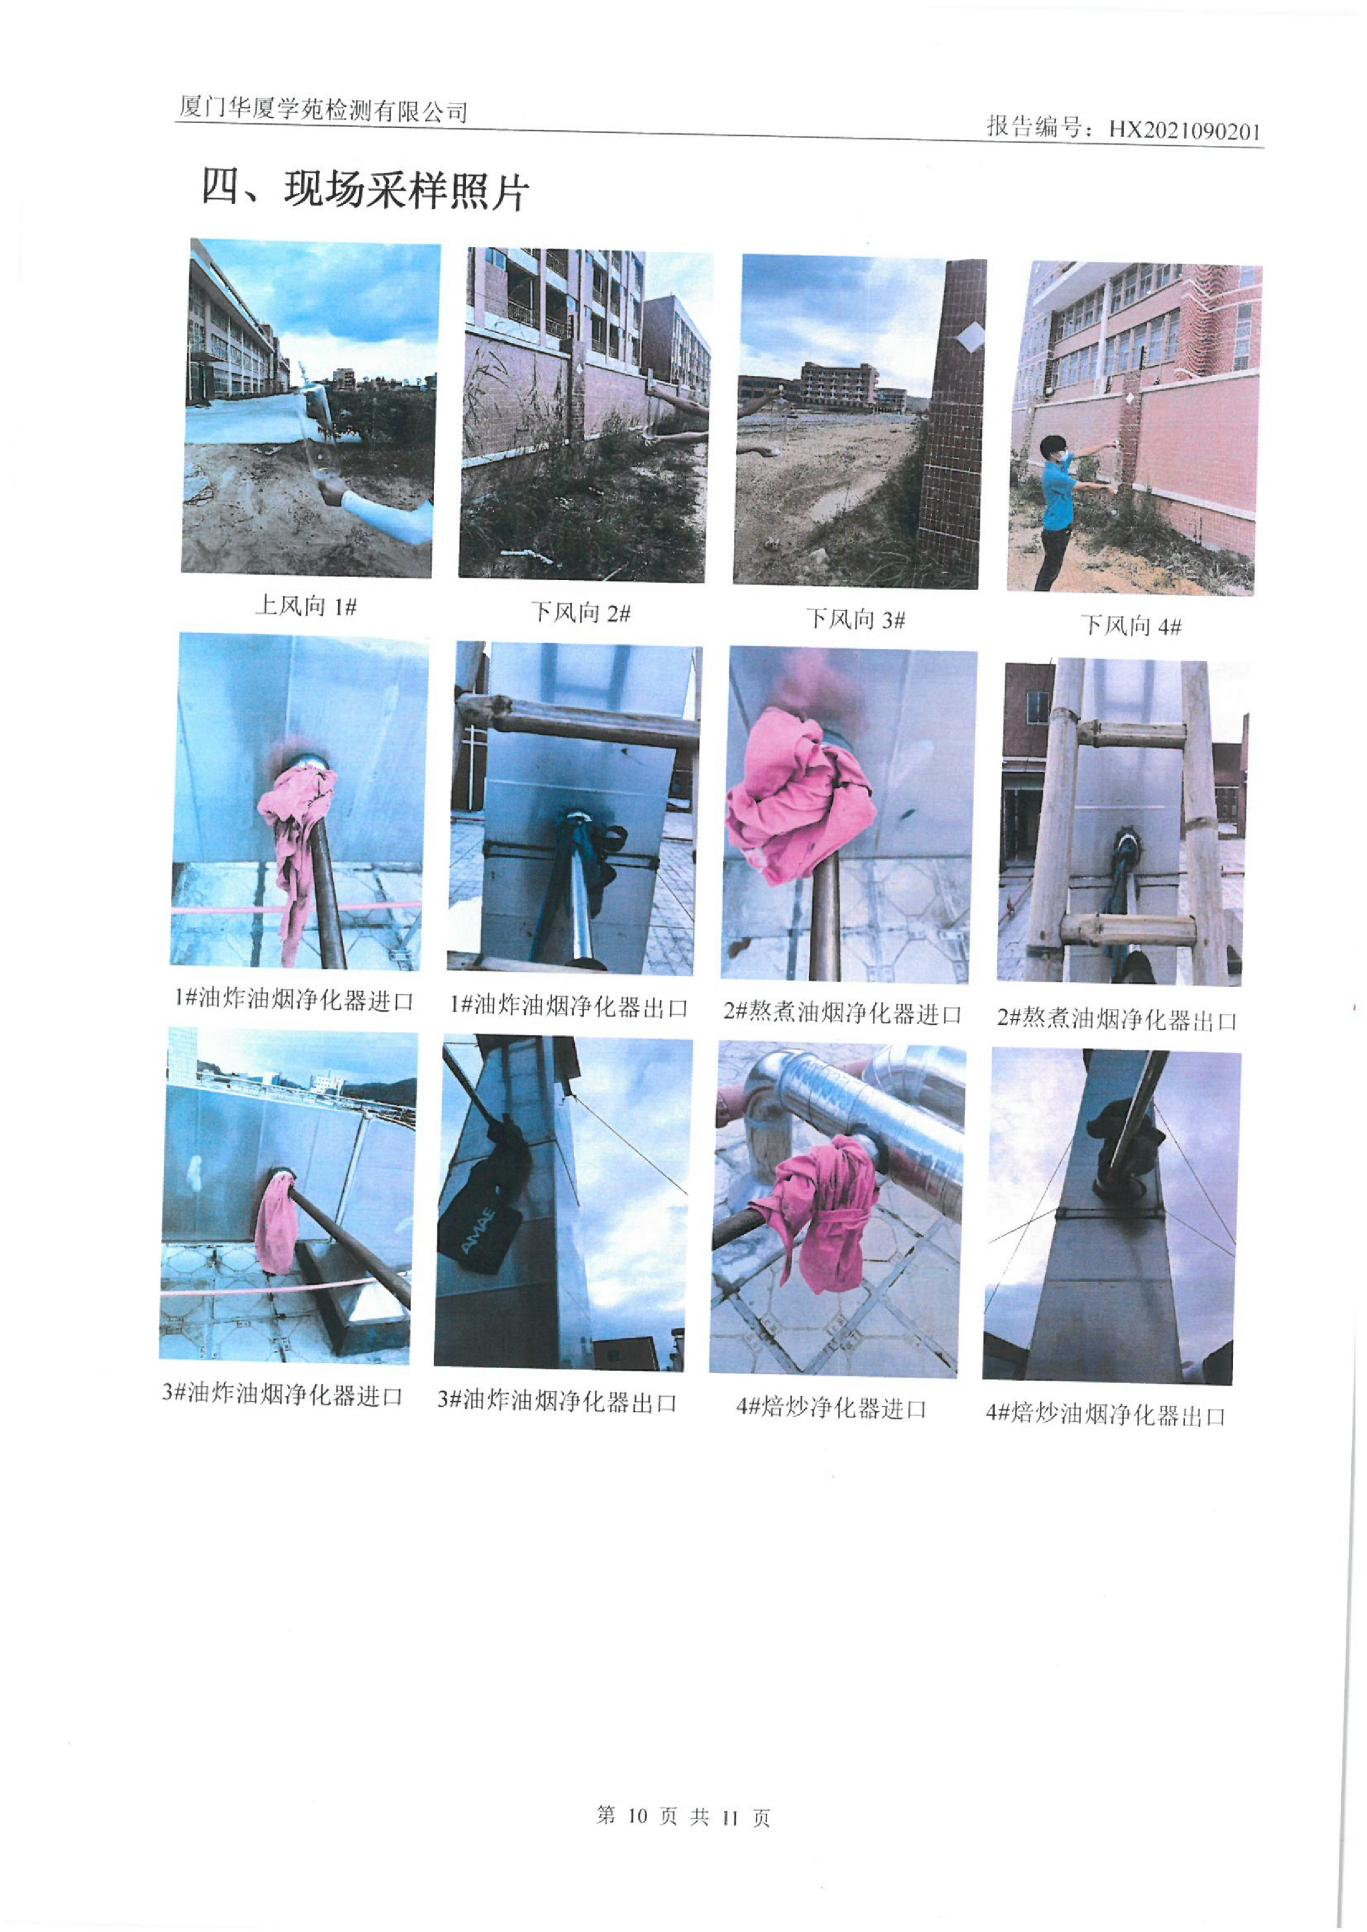 厦门华厦学苑检测有限公司
报告编号：HX2021090201
四、现场采样照片
上风向 1#
下风向 2#
下风向 3#
下风向 4#
1#油炸油烟净化器进口
1#油炸油烟净化器出口
2#熬煮油烟净化器进口
2#熬煮油烟净化器出口
AMAE
3#油炸油烟净化器进口
3#油炸油烟净化器出口
4#焙炒净化器进口
4#焙炒油烟净化器出口
第 10 页 共 11 页